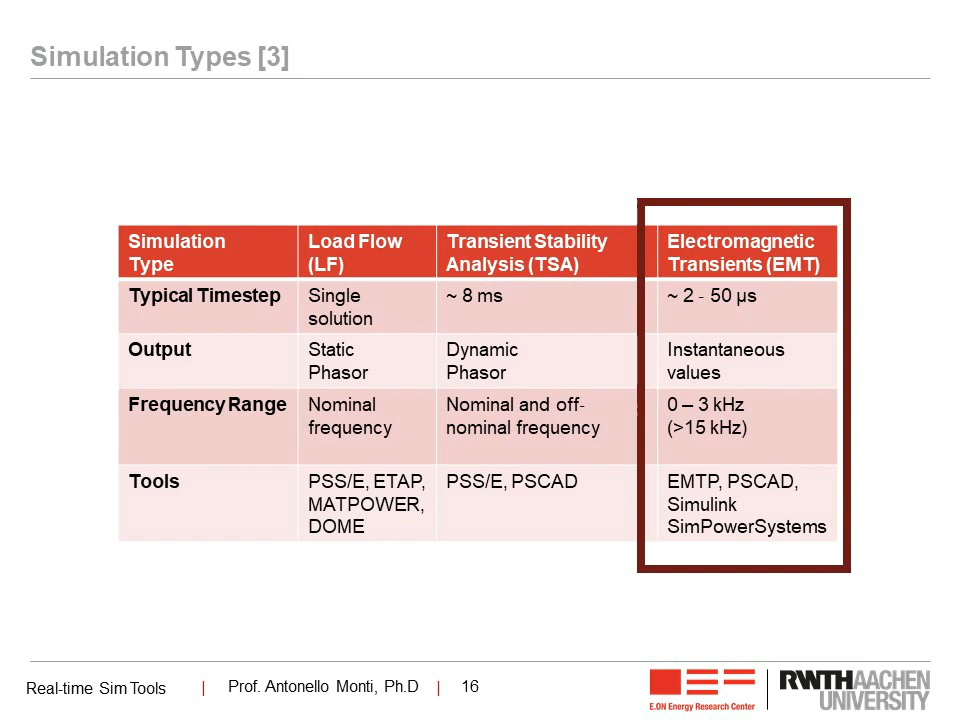 Simulation Types [3]
Simulation Type
Load Flow (LF)
Transient Stability Analysis (TSA)
Electromagnetic Transients (EMT)
Typical Timestep
Single solution
~ 8 ms
~ 2 - 50 µs
Output
Static Phasor
Dynamic Phasor
Instantaneous values
Frequency Range
Nominal frequency
Nominal and off-nominal frequency
0 – 3 kHz
(>15 kHz)
Tools
PSS/E, ETAP,
MATPOWER,
DOME
PSS/E, PSCAD
EMTP, PSCAD,
Simulink
SimPowerSystems
Real-time Sim Tools | Prof. Antonello Monti, Ph.D | 16
E.ON Energy Research Center
RWTHAACHEN
UNIVERSITY